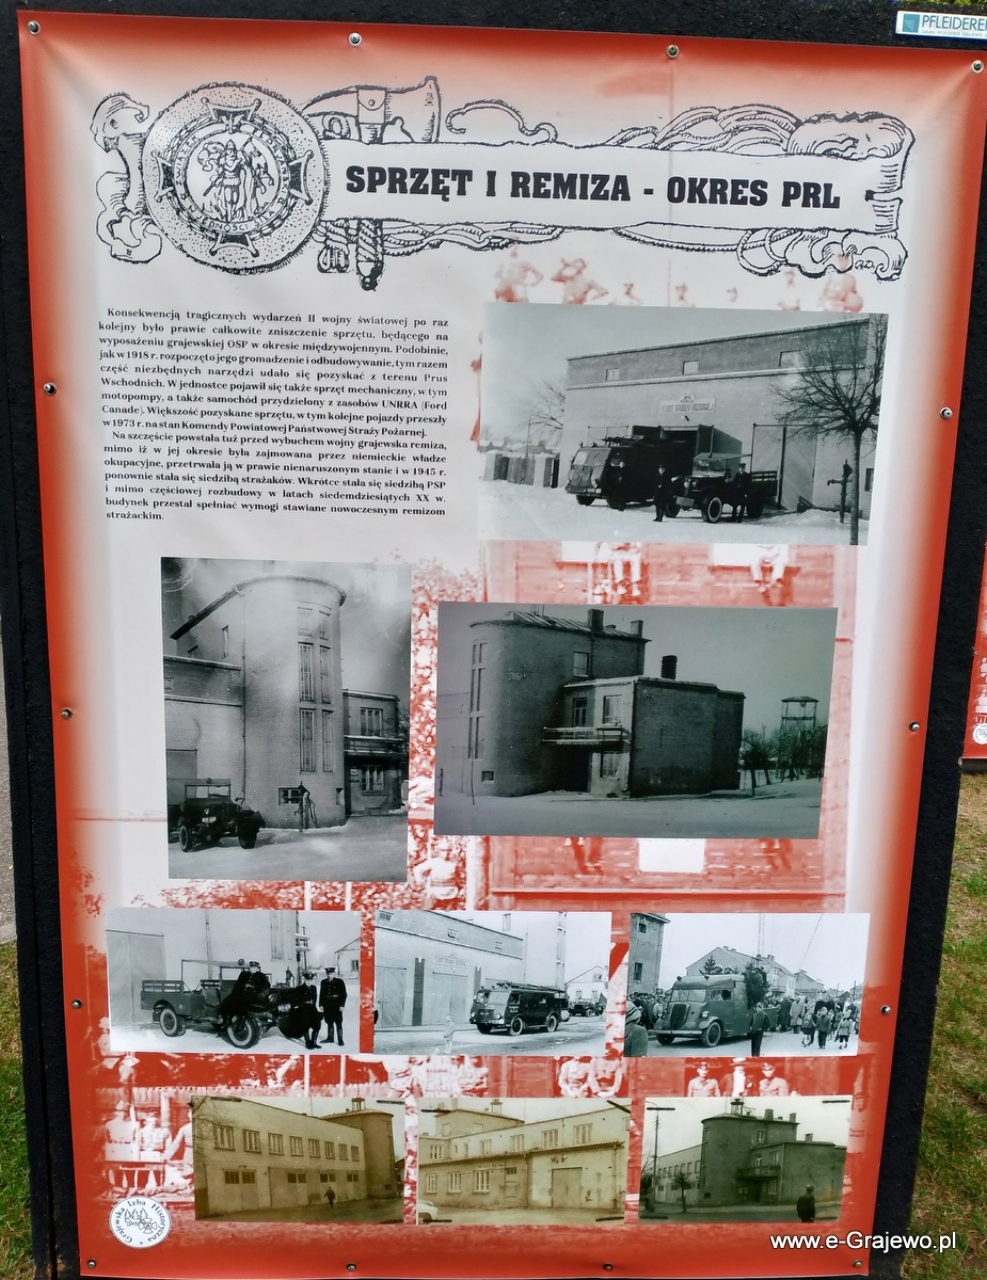 PFLEIDERER
SPRZĘT I REMIZA - OKRES PRL
Konsekwencją tragicznych wydarzeń II wojny światowej po raz
kolejny było prawie całkowite zniszczenie sprzętu, będącego na
wyposażeniu grajewskiej OSP w okresie międzywojennym. Podobinie,
jak w 1918 r. rozpoczęto jego gromadzenie i odbudowywanie, tym razem
część niezbędnych narzędzi udało się pozyskać z terenu Prus
Wschodnich. W jednostce pojawił się także sprzęt mechaniczny, w tym
motopompy, a także samochód przydzielony z zasobów UNRRA (Ford
Canade). Większość pozyskane sprzętu, w tym kolejne pojazdy przeszły
w 1973 r. na stan Komendy Powiatowej Państwowej Straży Pożarnej.
Na szczęście powstała tuż przed wybuchem wojny grajewska remiza,
mimo iż w jej okresie była zajmowana przez niemieckie władze
okupacyjne, przetrwała ją w prawie nienaruszonym stanie i w 1945 r.
ponownie stała się siedzibą strażaków. Wkrótce stała się siedzibą PSP
i mimo częściowej rozbudowy w latach siedemdziesiątych XX w.
budynek przestał spełniać wymogi stawiane nowoczesnym remizom
strażackim.
Grajewska Izba Historyczna
www.e-Grajewo.pl